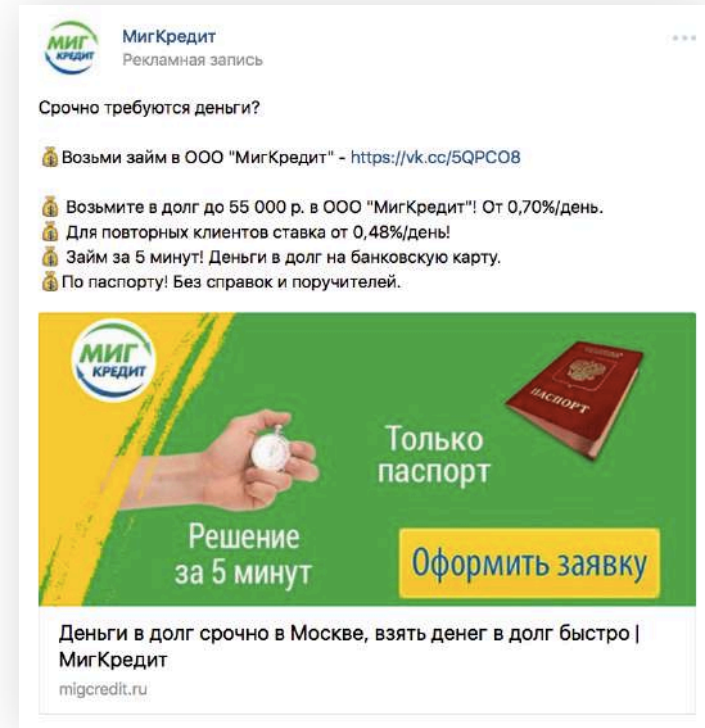 МИГ
КРЕДИТ
МигКредит
Рекламная запись
Срочно требуются деньги?
💰Возьми займ в ООО "МигКредит" - https://vk.cc/5QPCO8
💰 Возьмите в долг до 55 000 р. в ООО "МигКредит"! От 0,70%/день.
💰 Для повторных клиентов ставка от 0,48%/день!
💰 Займ за 5 минут! Деньги в долг на банковскую карту.
💰По паспорту! Без справок и поручителей.
МИГ
КРЕДИТ
ПАСПОРТ
Только
паспорт
Решение
за 5 минут
Оформить заявку
Деньги в долг срочно в Москве, взять денег в долг быстро |
МигКредит
migcredit.ru